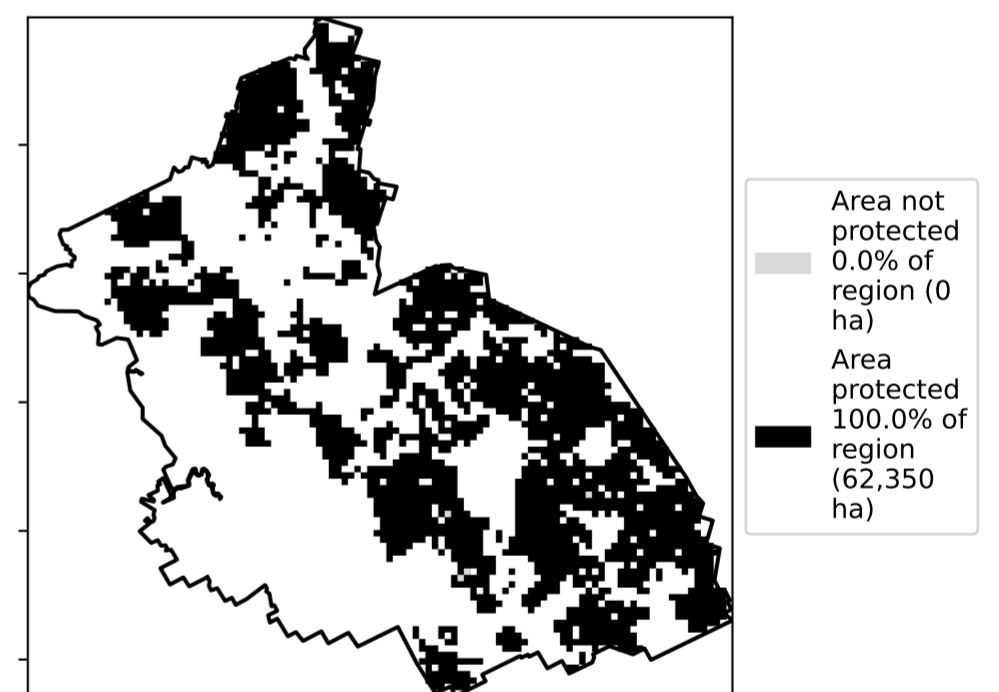 Area not
protected
0.0% of
region (0
ha)
Area
protected
100.0% of
region
(62,350
ha)